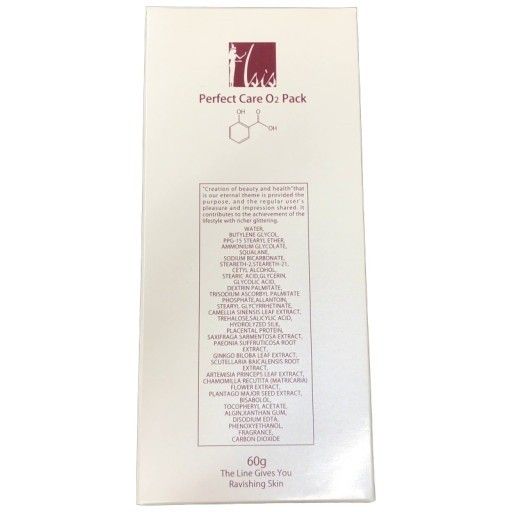 Isis
Perfect Care O2 Pack
OH
O
OH
"Creation of beauty and health"that
is our eternal theme is provided the
purpose, and the regular user's
pleasure and impression shared. It
contributes to the achievement of the
lifestyle with richer glittering.
WATER,
BUTYLENE GLYCOL,
PPG-15 STEARYL ETHER,
AMMONIUM GLYCOLATE,
SQUALANE,
SODIUM BICARBONATE,
STEARETH-2,STEARETH-21,
CETYL ALCOHOL,
STEARIC ACID,GLYCERIN,
GLYCOLIC ACID,
DEXTRIN PALMITATE,
TRISODIUM ASCORBYL PALMITATE
PHOSPHATE,ALLANTOIN,
STEARYL GLYCYRRHETINATE,
CAMELLIA SINENSIS LEAF EXTRACT,
TREHALOSE,SALICYLIC ACID,
HYDROLYZED SILK,
PLACENTAL PROTEIN,
SAXIFRAGA SARMENTOSA EXTRACT,
PAEONIA SUFFRUTICOSA ROOT
EXTRACT,
GINKGO BILOBA LEAF EXTRACT,
SCUTELLARIA BAICALENSIS ROOT
EXTRACT,
ARTEMISIA PRINCEPS LEAF EXTRACT,
CHAMOMILLA RECUTITA (MATRICARIA)
FLOWER EXTRACT,
PLANTAGO MAJOR SEED EXTRACT,
BISABOLOL,
TOCOPHERYL ACETATE,
ALGIN,XANTHAN GUM,
DISODIUM EDTA,
PHENOXYETHANOL,
FRAGRANCE,
CARBON DIOXIDE
60g
The Line Gives You
Ravishing Skin